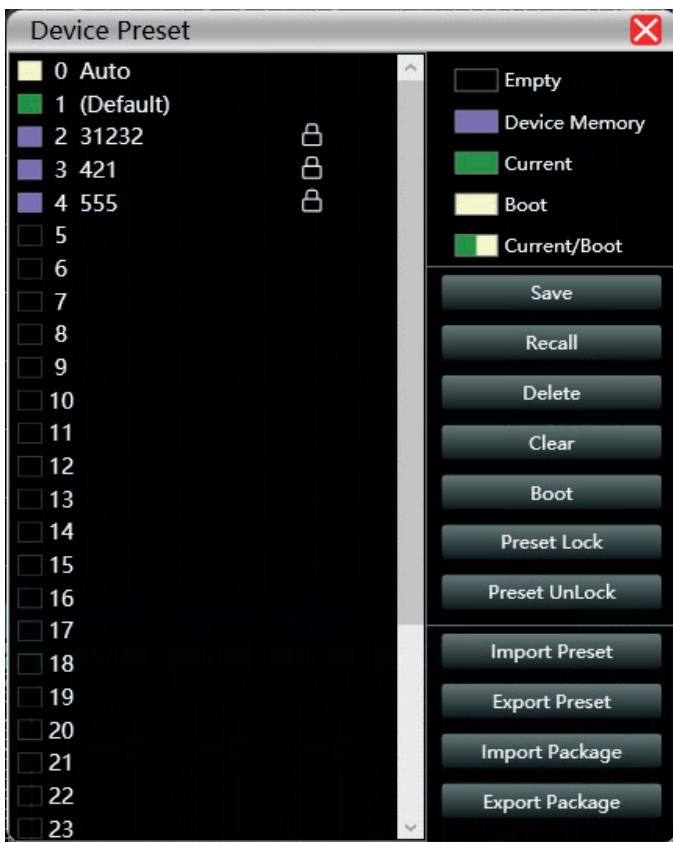 Device Preset
0 Auto
1 (Default)
2 31232
3 421
4 555
5
6
7
8
9
10
11
12
13
14
15
16
17
18
19
20
21
22
23
Empty
Device Memory
Current
Boot
Current/Boot
Save
Recall
Delete
Clear
Boot
Preset Lock
Preset UnLock
Import Preset
Export Preset
Import Package
Export Package